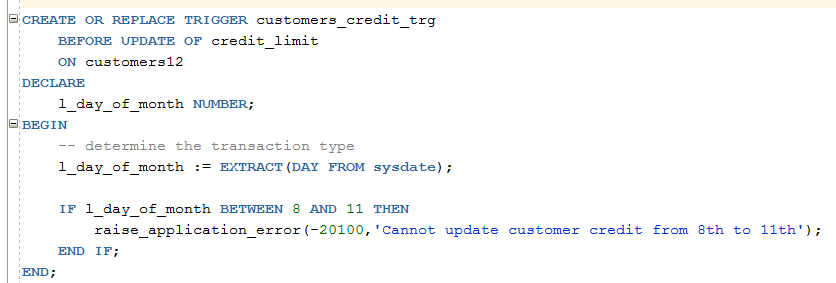 CREATE OR REPLACE TRIGGER customers_credit_trg
    BEFORE UPDATE OF credit_limit
    ON customers12
DECLARE
    l_day_of_month NUMBER;
BEGIN
    -- determine the transaction type
    l_day_of_month := EXTRACT(DAY FROM sysdate);

    IF l_day_of_month BETWEEN 8 AND 11 THEN
        raise_application_error(-20100,'Cannot update customer credit from 8th to 11th');
    END IF;
END;